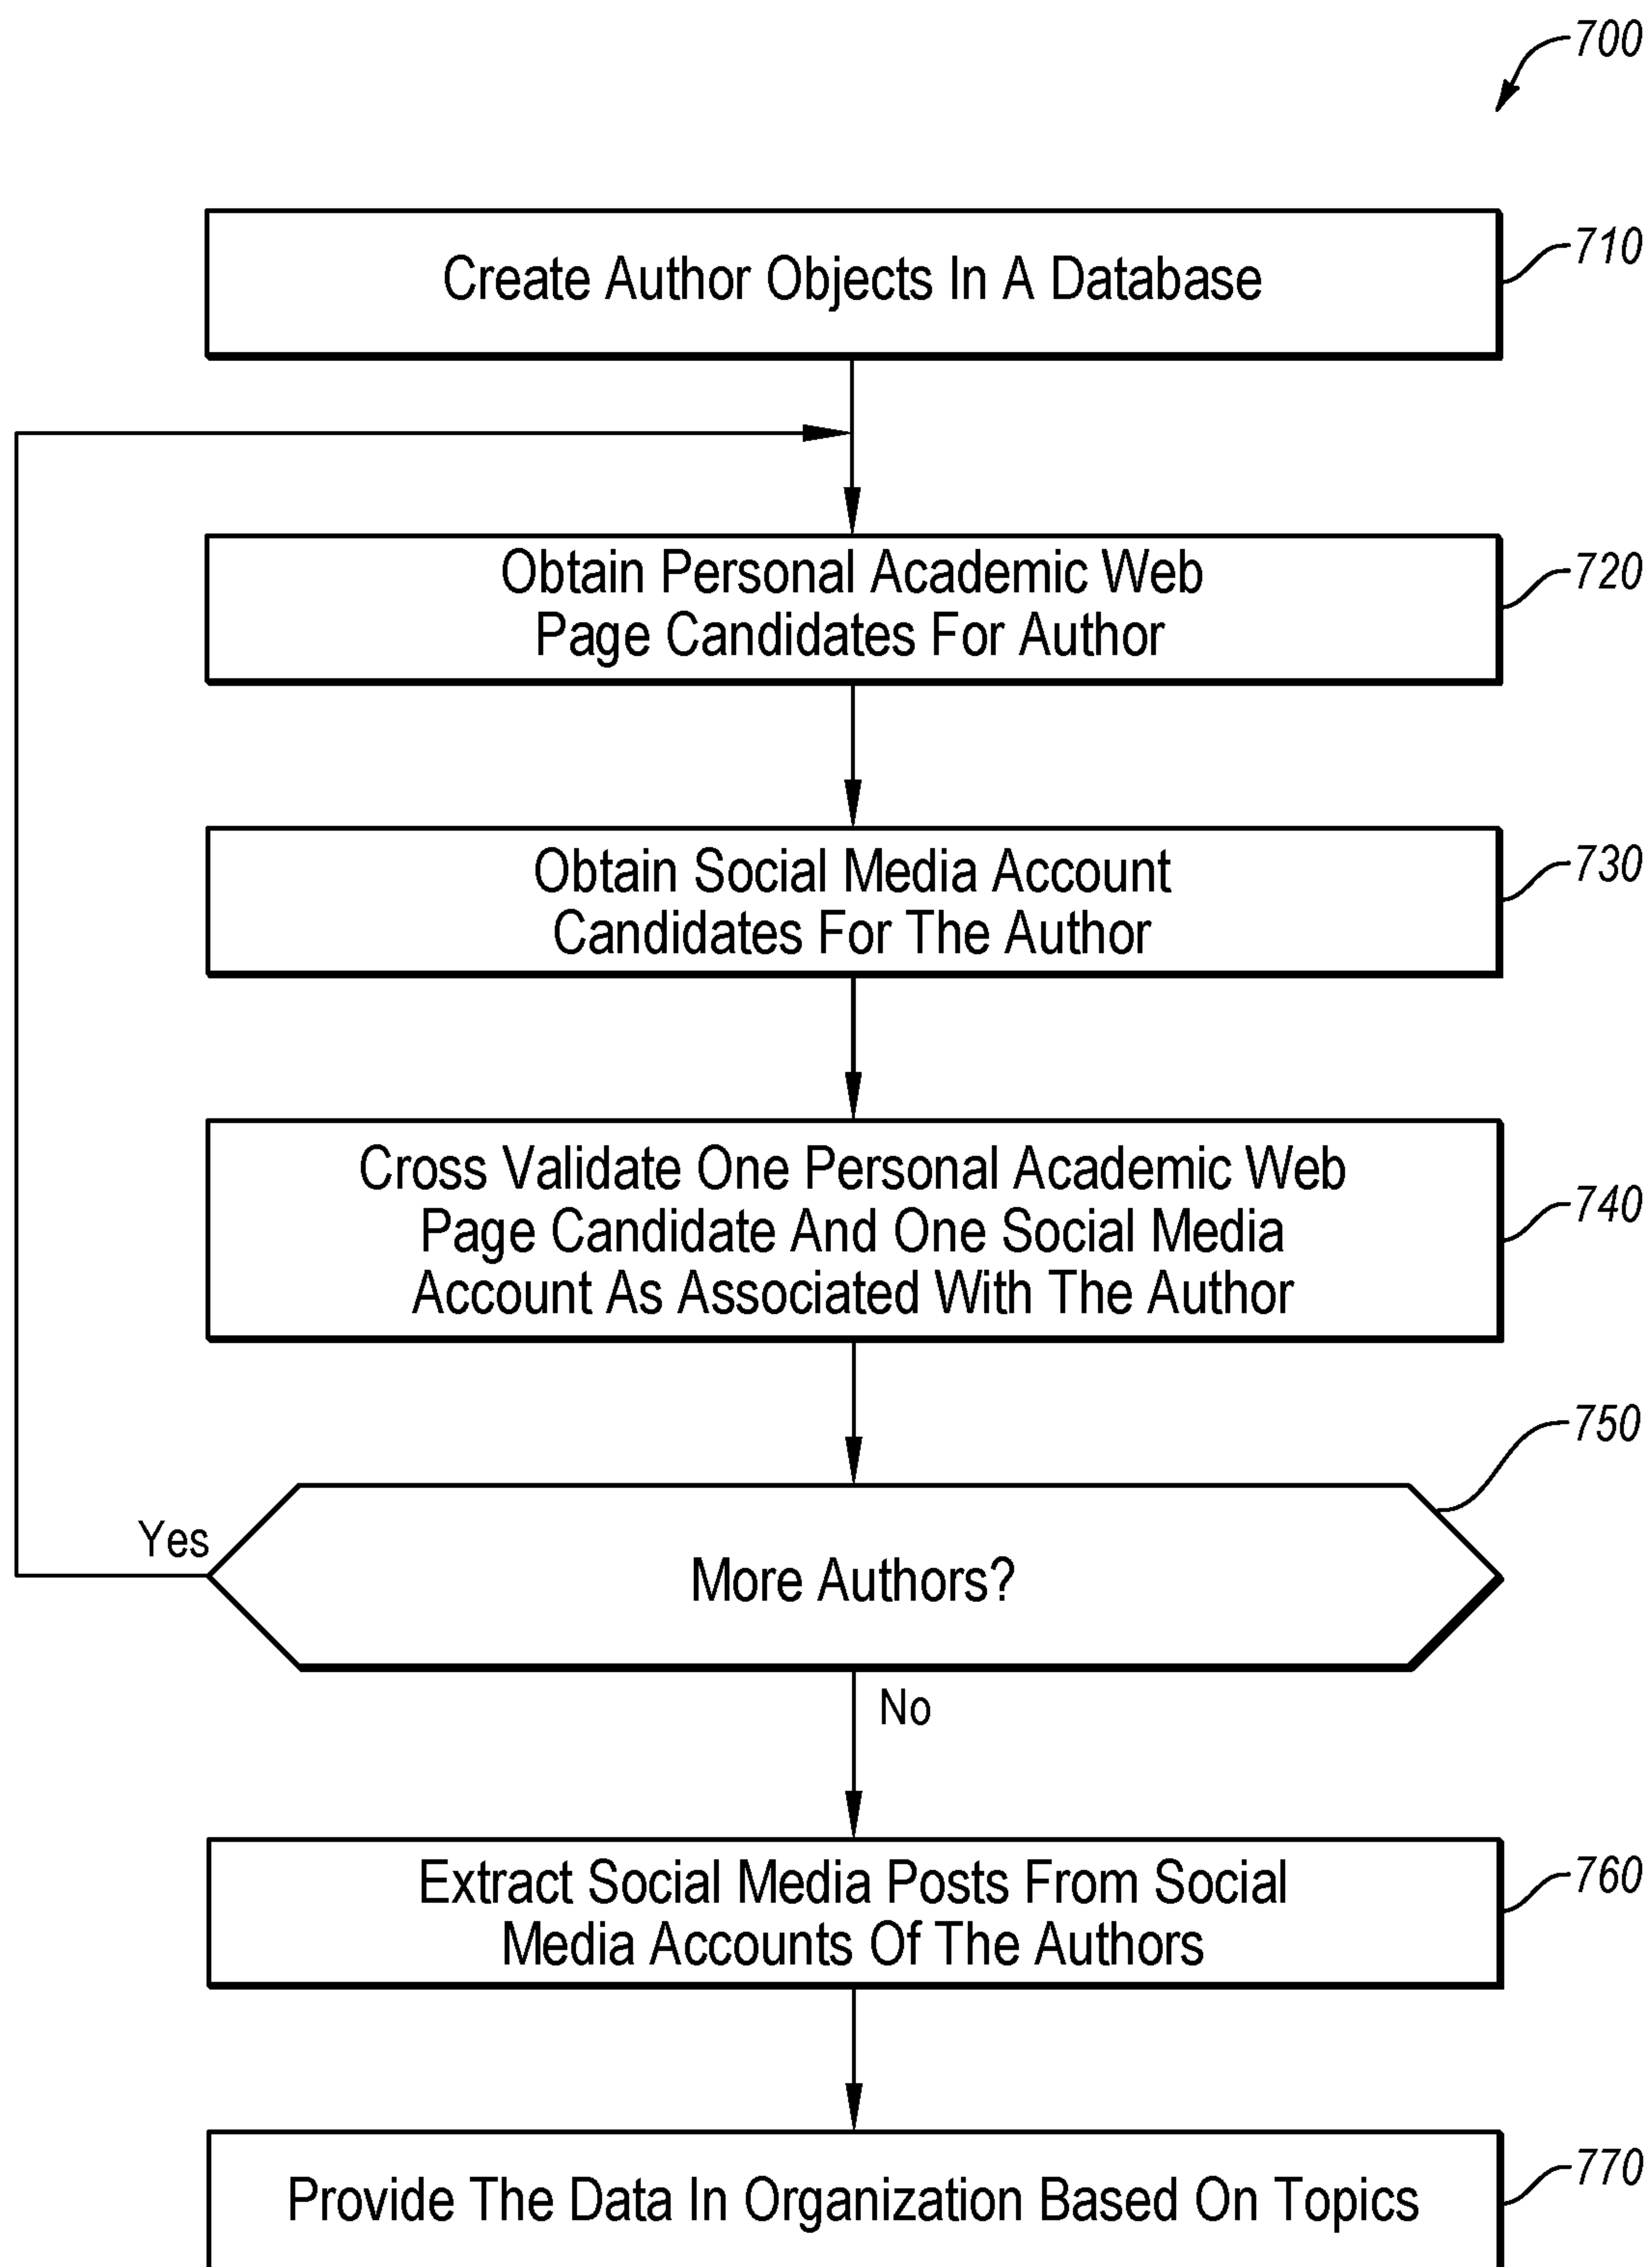 700
Create Author Objects In A Database
710
Obtain Personal Academic Web
Page Candidates For Author
720
Obtain Social Media Account
Candidates For The Author
730
Cross Validate One Personal Academic Web
Page Candidate And One Social Media
Account As Associated With The Author
740
750
Yes
More Authors?
No
Extract Social Media Posts From Social
Media Accounts Of The Authors
760
Provide The Data In Organization Based On Topics
770